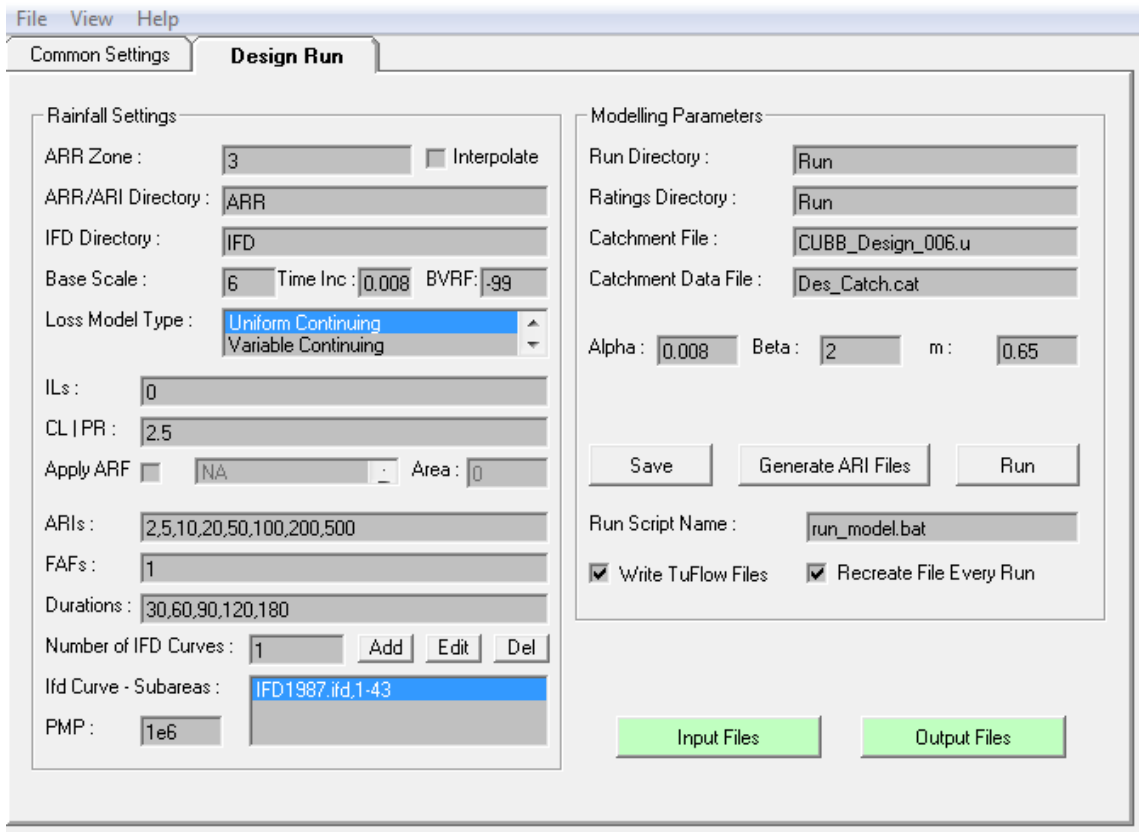 File View Help
Common Settings Design Run
Rainfall Settings
ARR Zone : 3 Interpolate
ARR/ARI Directory : ARR
IFD Directory : IFD
Base Scale : 6 Time Inc : 0.008 BVRF: -99
Loss Model Type : Uniform Continuing
Variable Continuing
ILs : 0
CL | PR : 2.5
Apply ARF NA Area : 0
ARIs : 2,5,10,20,50,100,200,500
FAFs : 1
Durations : 30,60,90,120,180
Number of IFD Curves : 1 Add Edit Del
Ifd Curve - Subareas : IFD1987.ifd,1-43
PMP : 1e6
Modelling Parameters
Run Directory : Run
Ratings Directory : Run
Catchment File : CUBB_Design_006.u
Catchment Data File : Des_Catch.cat
Alpha : 0.008 Beta : 2 m : 0.65
Save Generate ARI Files Run
Run Script Name : run_model.bat
Write TuFlow Files Recreate File Every Run
Input Files Output Files